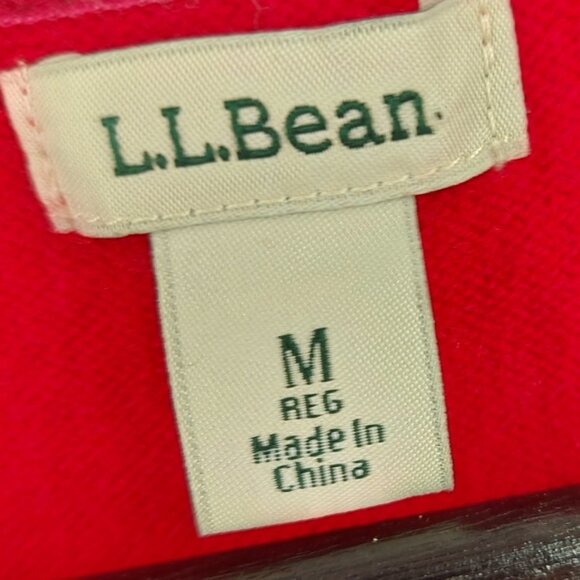 L.L.Bean.
M
REG
Made In
China